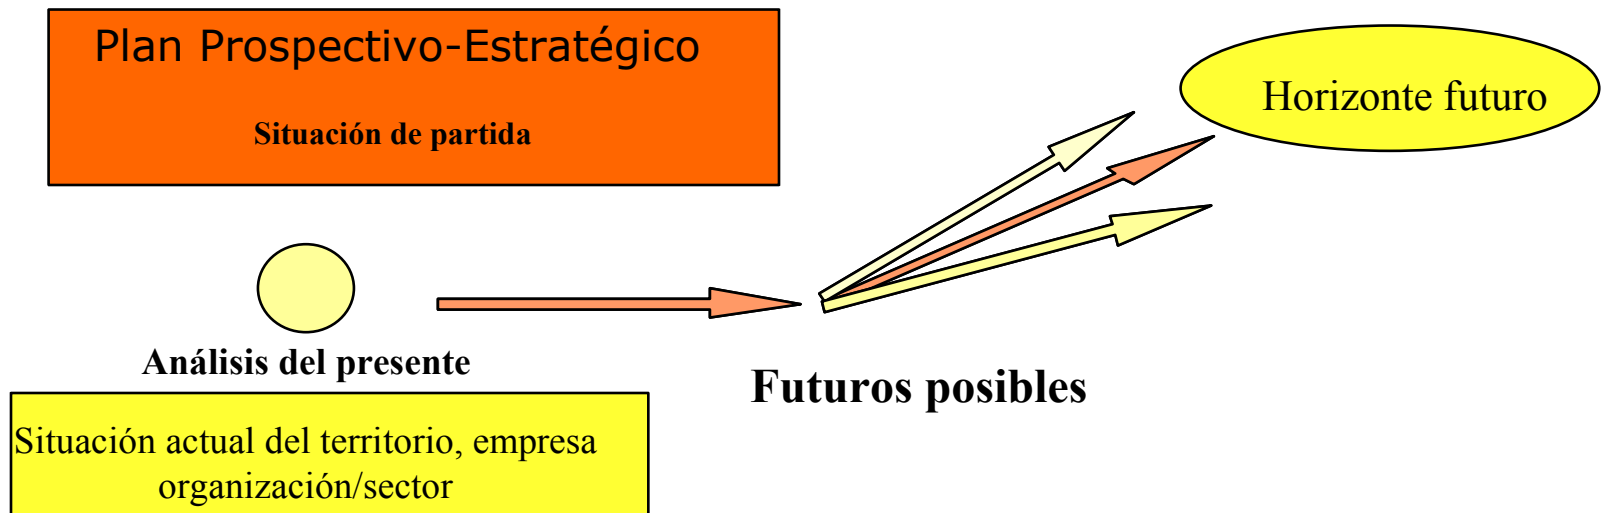 Plan Prospectivo-Estratégico
Situación de partida
Horizonte futuro
Análisis del presente
Futuros posibles
Situación actual del territorio, empresa
organización/sector